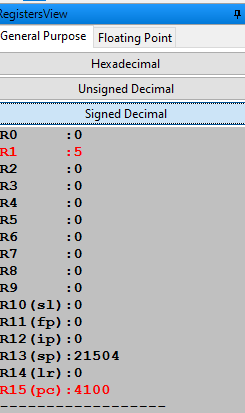 RegistersView
General Purpose Floating Point
Hexadecimal
Unsigned Decimal
Signed Decimal
R0 :0
R1 :5
R2 :0
R3 :0
R4 :0
R5 :0
R6 :0
R7 :0
R8 :0
R9 :0
R10(sl):0
R11(fp):0
R12(ip):0
R13(sp):21504
R14(lr):0
R15(pc):4100
------------------